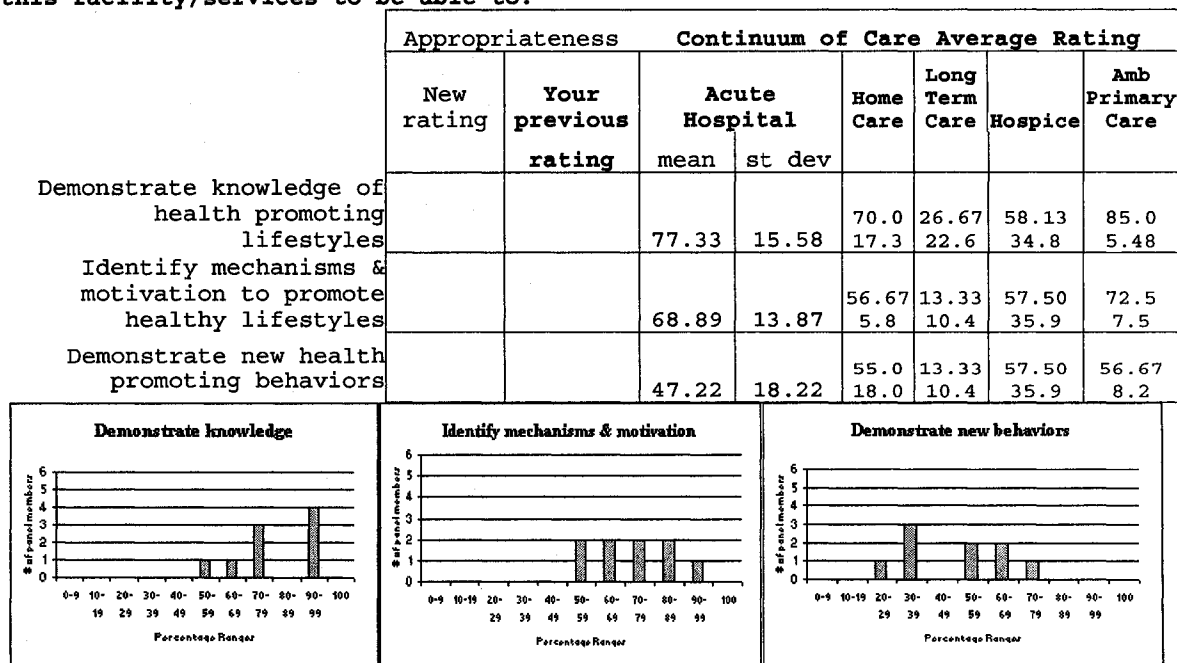 this facility/services to be able to:
Appropriateness Continuum of Care Average Rating
New rating
Your previous rating
Acute Hospital
mean st dev
Home Care
Long Term Care
Hospice
Amb Primary Care
Demonstrate knowledge of
health promoting 70.0 26.67 58.13 85.0
lifestyles 77.33 15.58 17.3 22.6 34.8 5.48
Identify mechanisms &
motivation to promote 56.67 13.33 57.50 72.5
healthy lifestyles 68.89 13.87 5.8 10.4 35.9 7.5
Demonstrate new health 55.0 13.33 57.50 56.67
promoting behaviors 47.22 18.22 18.0 10.4 35.9 8.2
Demonstrate knowledge
# of panel members
6
5
4
3
2
1
0
0-9 10-19 20-29 30-39 40-49 50-59 60-69 70-79 80-89 90-99 100
Percentage Ranges
Identify mechanisms & motivation
# of panel members
6
5
4
3
2
1
0
0-9 10-19 20-29 30-39 40-49 50-59 60-69 70-79 80-89 90-99 100
Percentage Ranges
Demonstrate new behaviors
# of panel members
6
5
4
3
2
1
0
0-9 10-19 20-29 30-39 40-49 50-59 60-69 70-79 80-89 90-99 100
Percentage Ranges